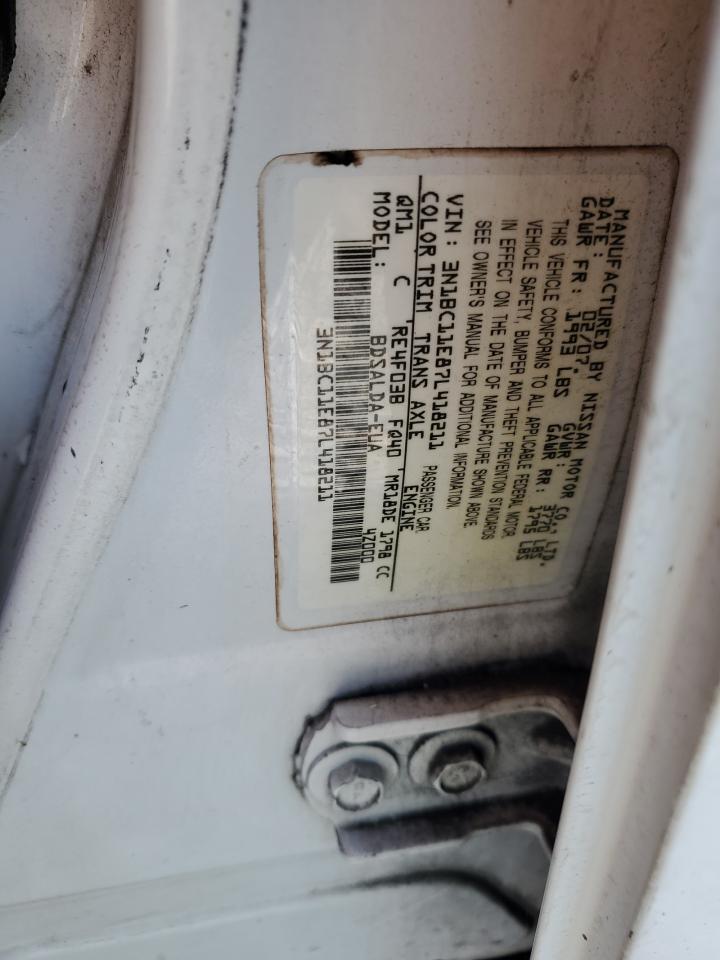 MANUFACTURED BY NISSAN MOTOR CO., LTD.
DATE: 02/07. GVWR: 3770 LBS.
GAWR FR: 1993 LBS GAWR RR: 1795 LBS
THIS VEHICLE CONFORMS TO ALL APPLICABLE FEDERAL MOTOR
VEHICLE SAFETY, BUMPER AND THEFT PREVENTION STANDARDS
IN EFFECT ON THE DATE OF MANUFACTURE SHOWN ABOVE.
SEE OWNER'S MANUAL FOR ADDITIONAL INFORMATION.
VIN: 3N1BC11E87L418211 PASSENGER CAR
COLOR TRIM TRANS AXLE ENGINE
QM1 C 'RE4F03B FQ40 'MR18DE 1798 CC
MODEL: BDSALDA-EUA 4Z000
3N1BC11E87L418211